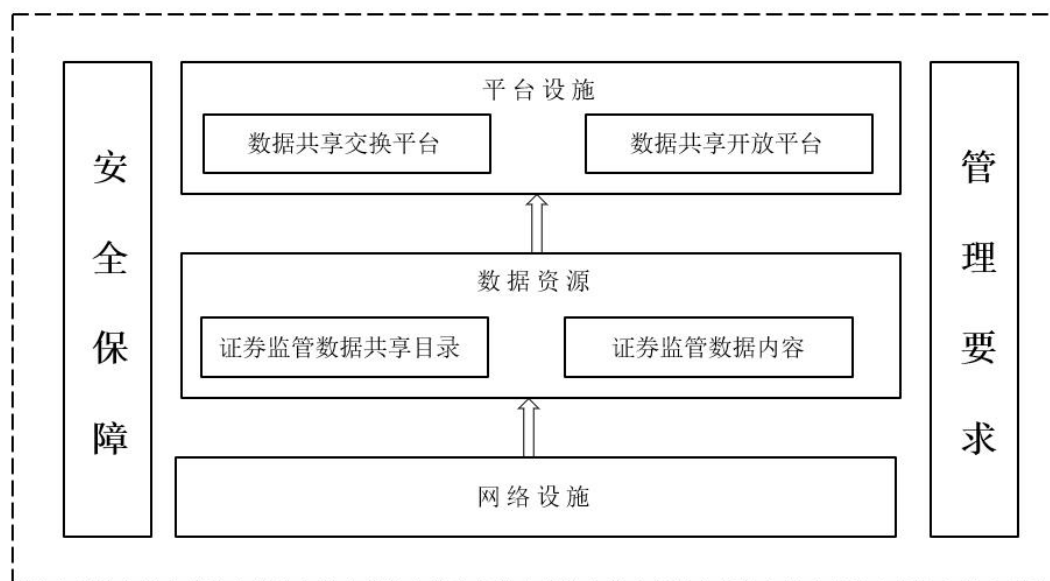 安全保障
平台设施
数据共享交换平台
数据共享开放平台
数据资源
证券监管数据共享目录
证券监管数据内容
网络设施
管理要求